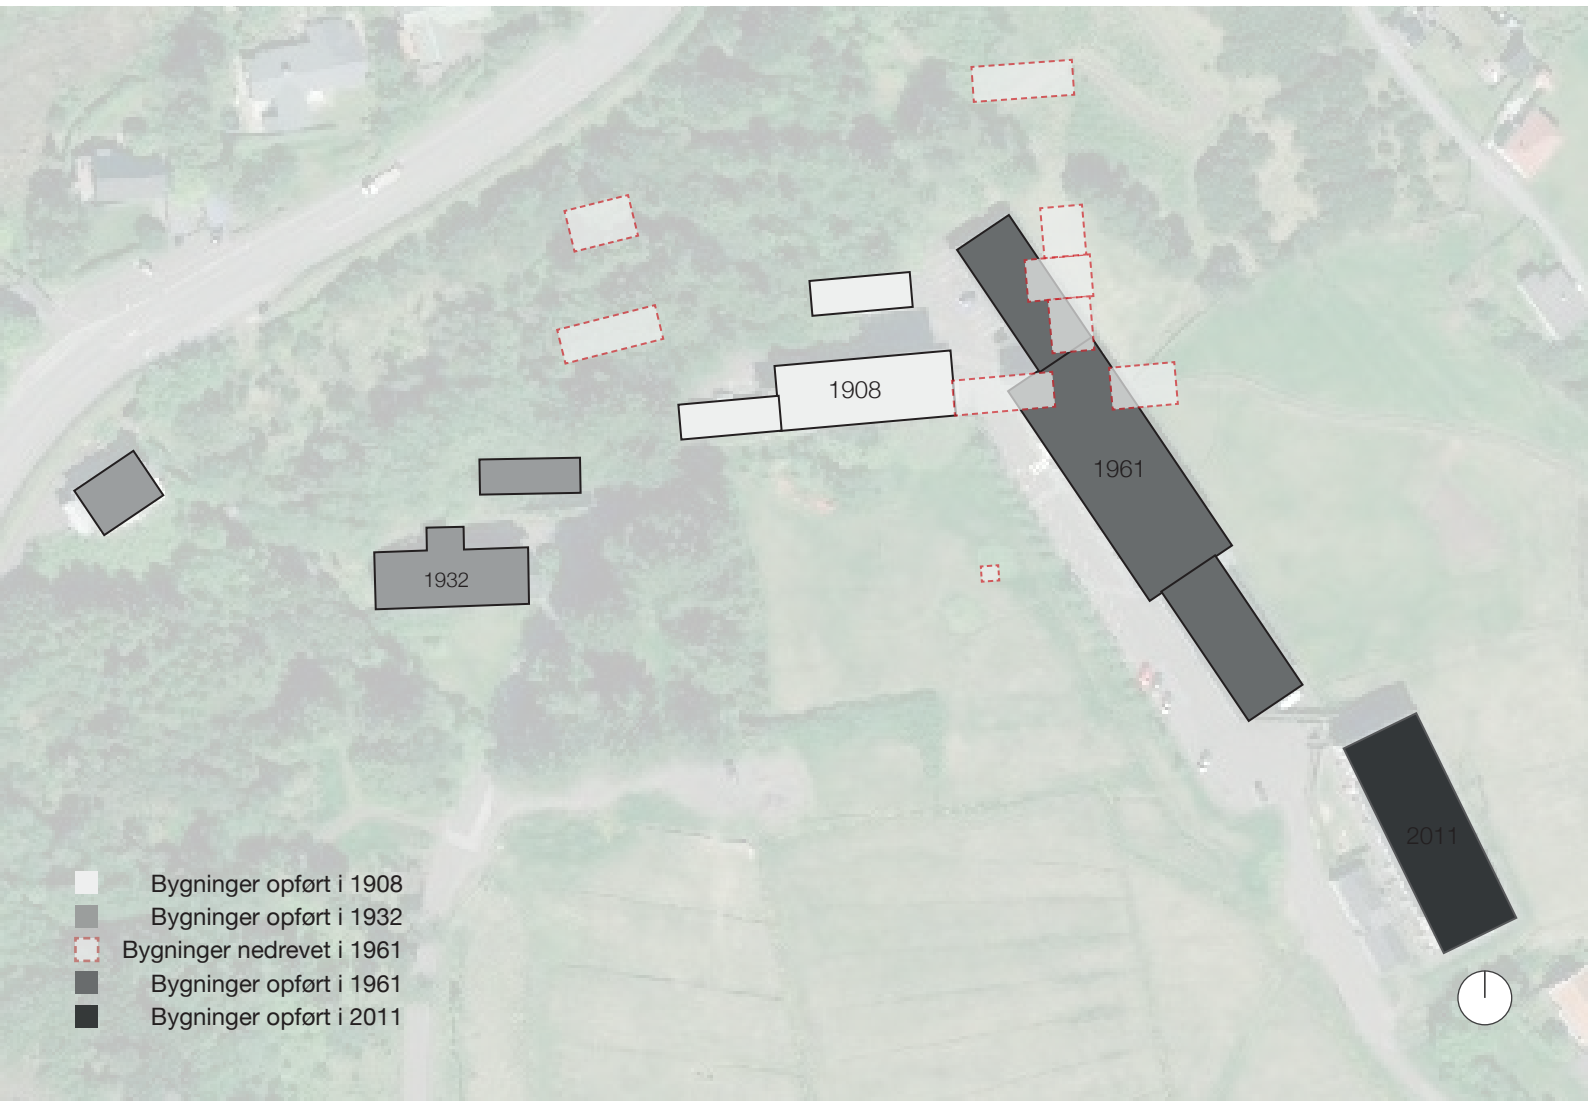 1908
1961
1932
2011
Bygninger opført i 1908
Bygninger opført i 1932
Bygninger nedrevet i 1961
Bygninger opført i 1961
Bygninger opført i 2011